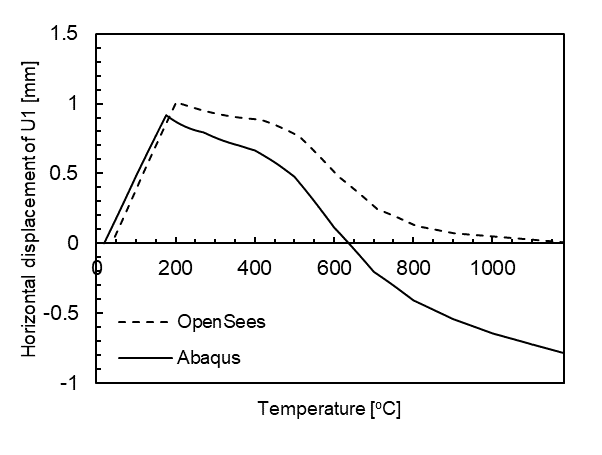 Horizontal displacement of U1 [mm]
1.5
1
0.5
0
-0.5
-1
0 200 400 600 800 1000
OpenSees
Abaqus
Temperature [ºC]